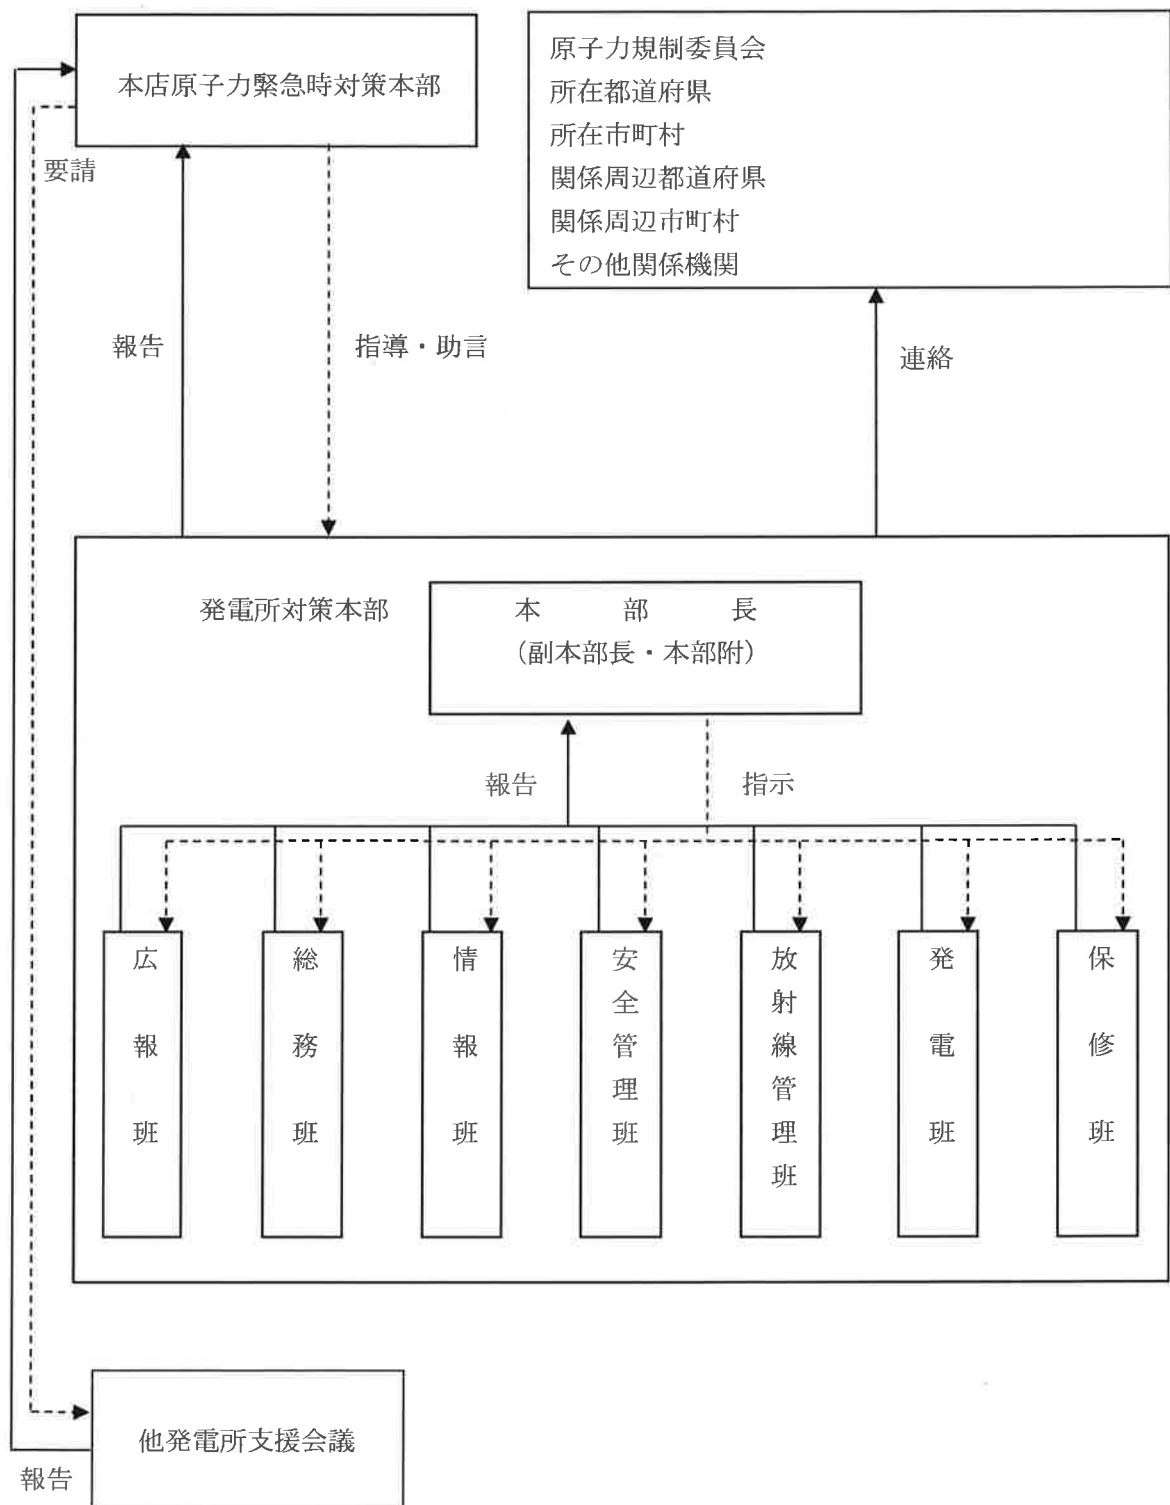 本店原子力緊急時対策本部
原子力規制委員会
所在都道府県
所在市町村
関係周辺都道府県
関係周辺市町村
その他関係機関
要請
報告
指導・助言
連絡
発電所対策本部
本部長
（副本部長・本部附）
報告
指示
広報班
総務班
情報班
安全管理班
放射線管理班
発電班
保修班
他発電所支援会議
報告